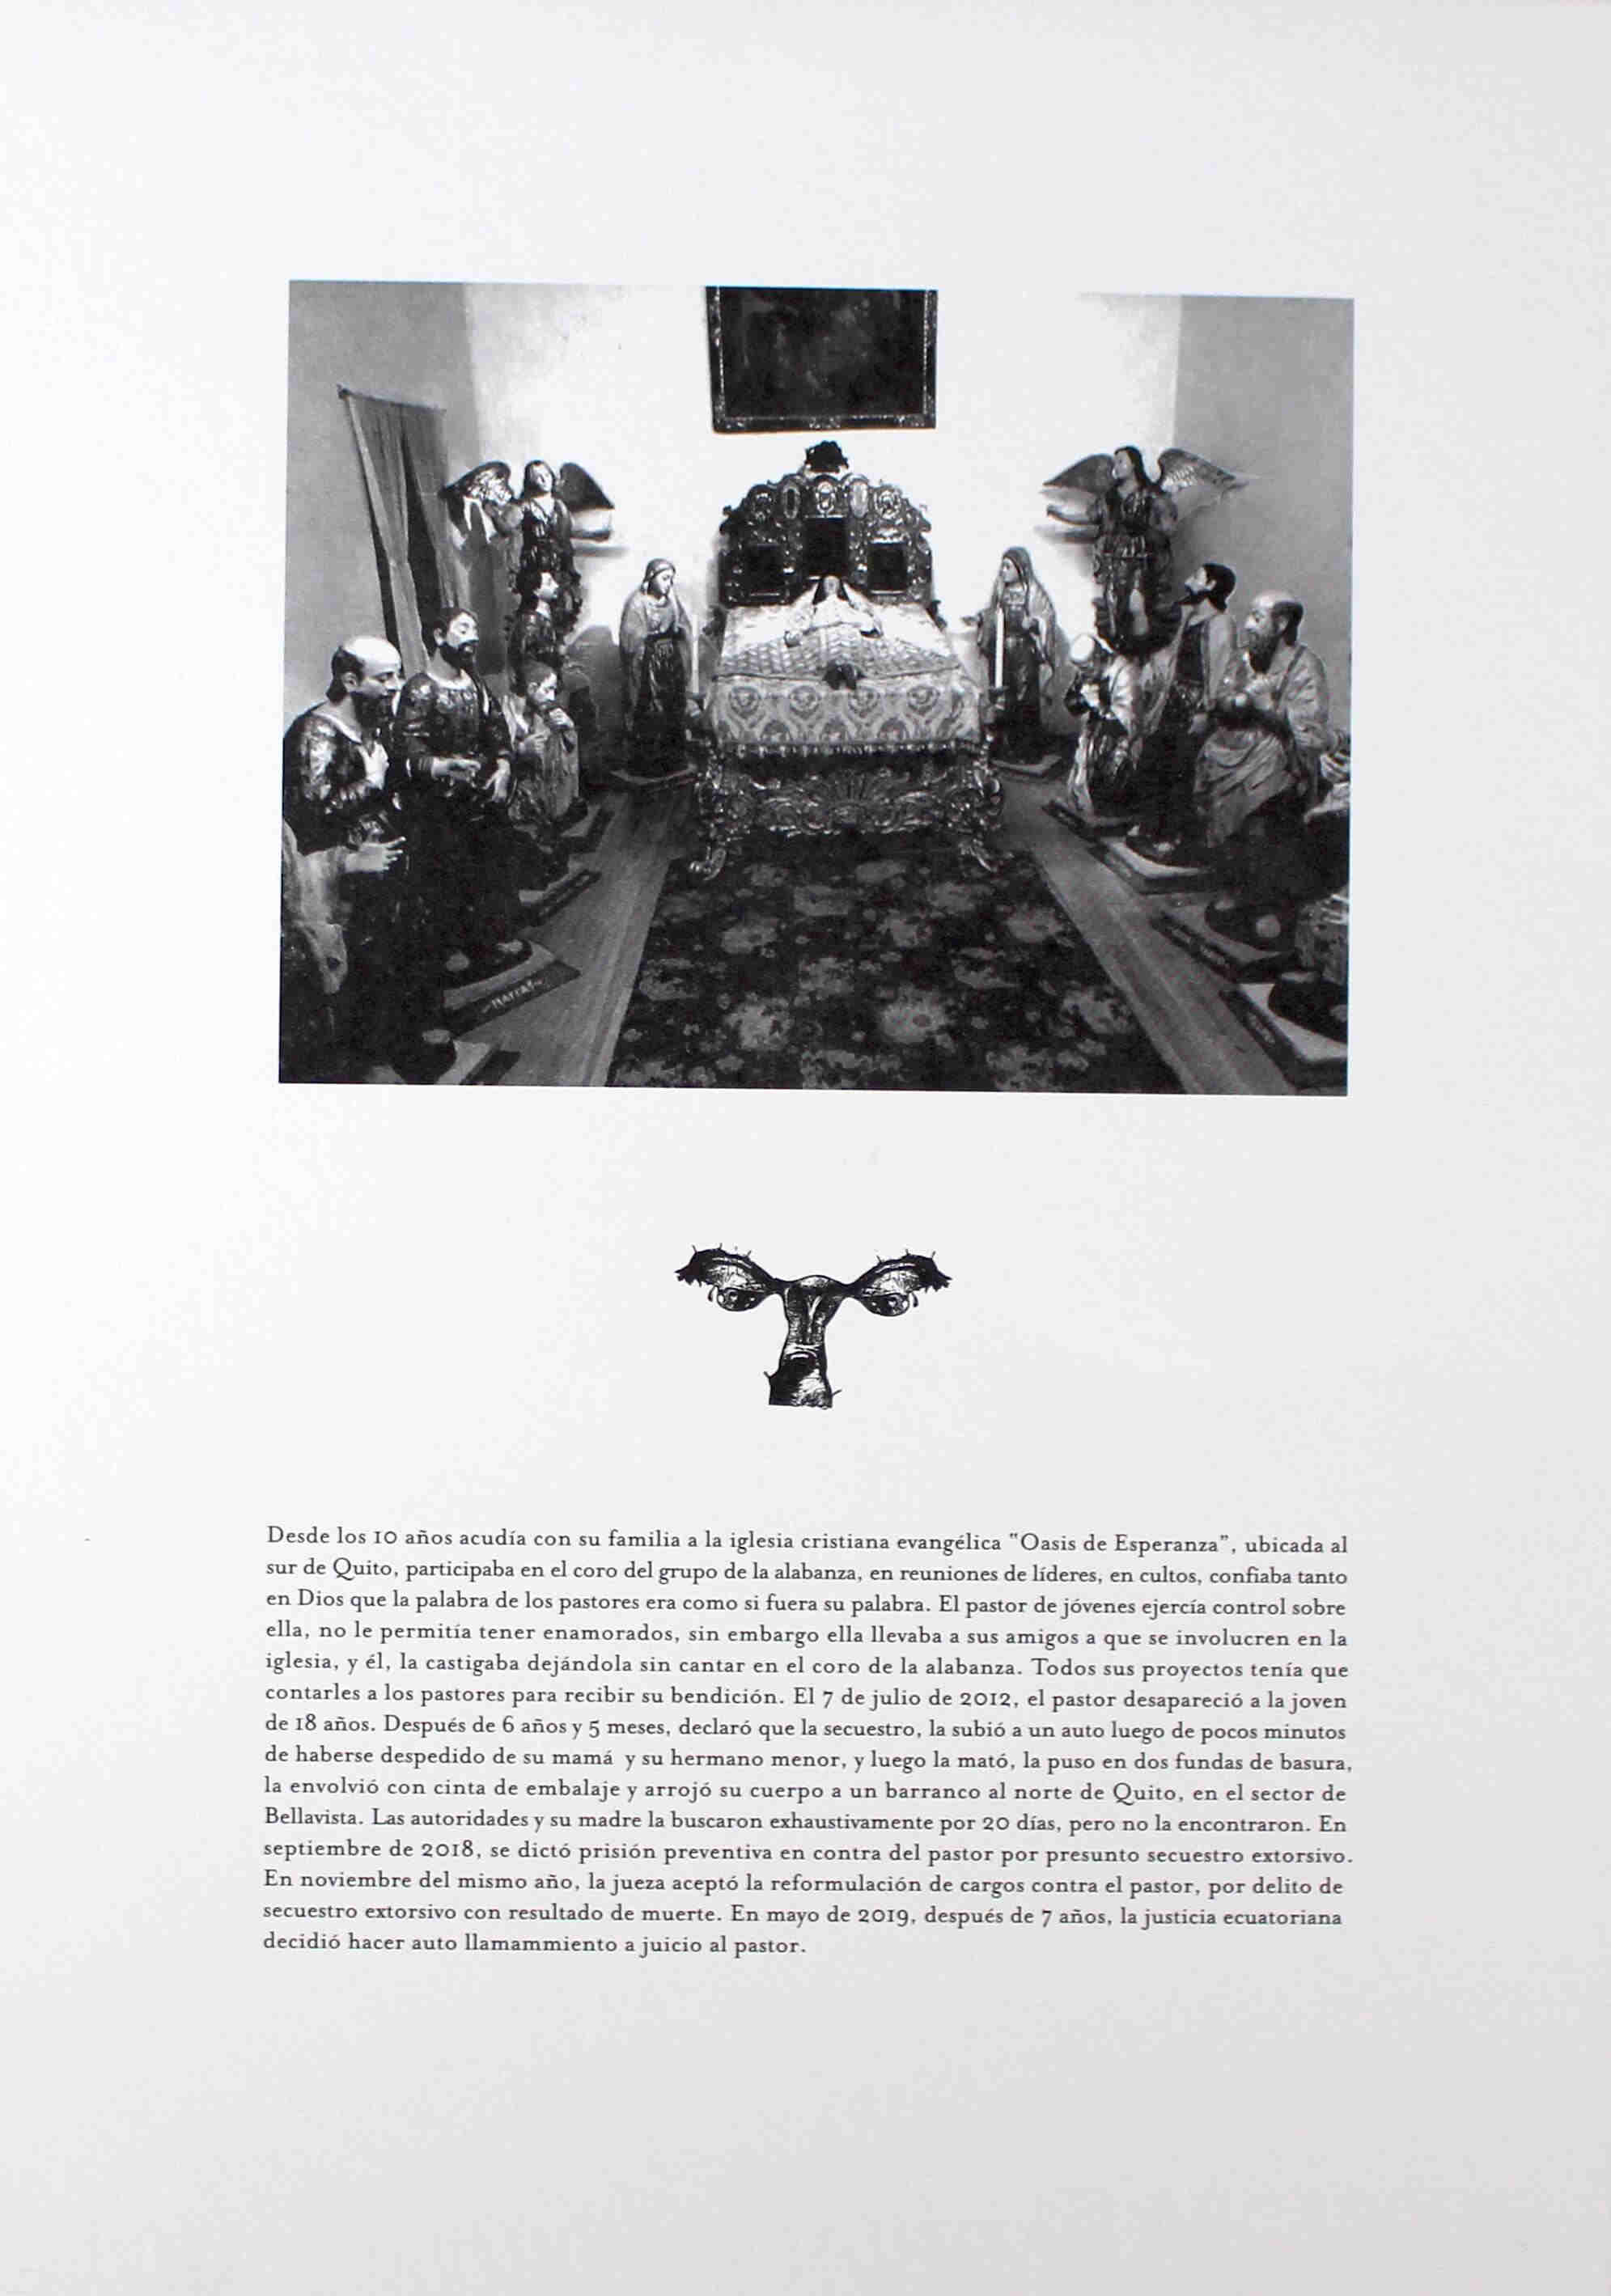 Desde los 10 años acudía con su familia a la iglesia cristiana evangélica "Oasis de Esperanza", ubicada al
sur de Quito, participaba en el coro del grupo de la alabanza, en reuniones de líderes, en cultos, confiaba tanto
en Dios que la palabra de los pastores era como si fuera su palabra. El pastor de jóvenes ejercía control sobre
ella, no le permitía tener enamorados, sin embargo ella llevaba a sus amigos a que se involucren en la
iglesia, y él, la castigaba dejándola sin cantar en el coro de la alabanza. Todos sus proyectos tenía que
contarles a los pastores para recibir su bendición. El 7 de julio de 2012, el pastor desapareció a la joven
de 18 años. Después de 6 años y 5 meses, declaró que la secuestro, la subió a un auto luego de pocos minutos
de haberse despedido de su mamá y su hermano menor, y luego la mató, la puso en dos fundas de basura,
la envolvió con cinta de embalaje y arrojó su cuerpo a un barranco al norte de Quito, en el sector de
Bellavista. Las autoridades y su madre la buscaron exhaustivamente por 20 días, pero no la encontraron. En
septiembre de 2018, se dictó prisión preventiva en contra del pastor por presunto secuestro extorsivo.
En noviembre del mismo año, la jueza aceptó la reformulación de cargos contra el pastor, por delito de
secuestro extorsivo con resultado de muerte. En mayo de 2019, después de 7 años, la justicia ecuatoriana
decidió hacer auto llamammiento a juicio al pastor.